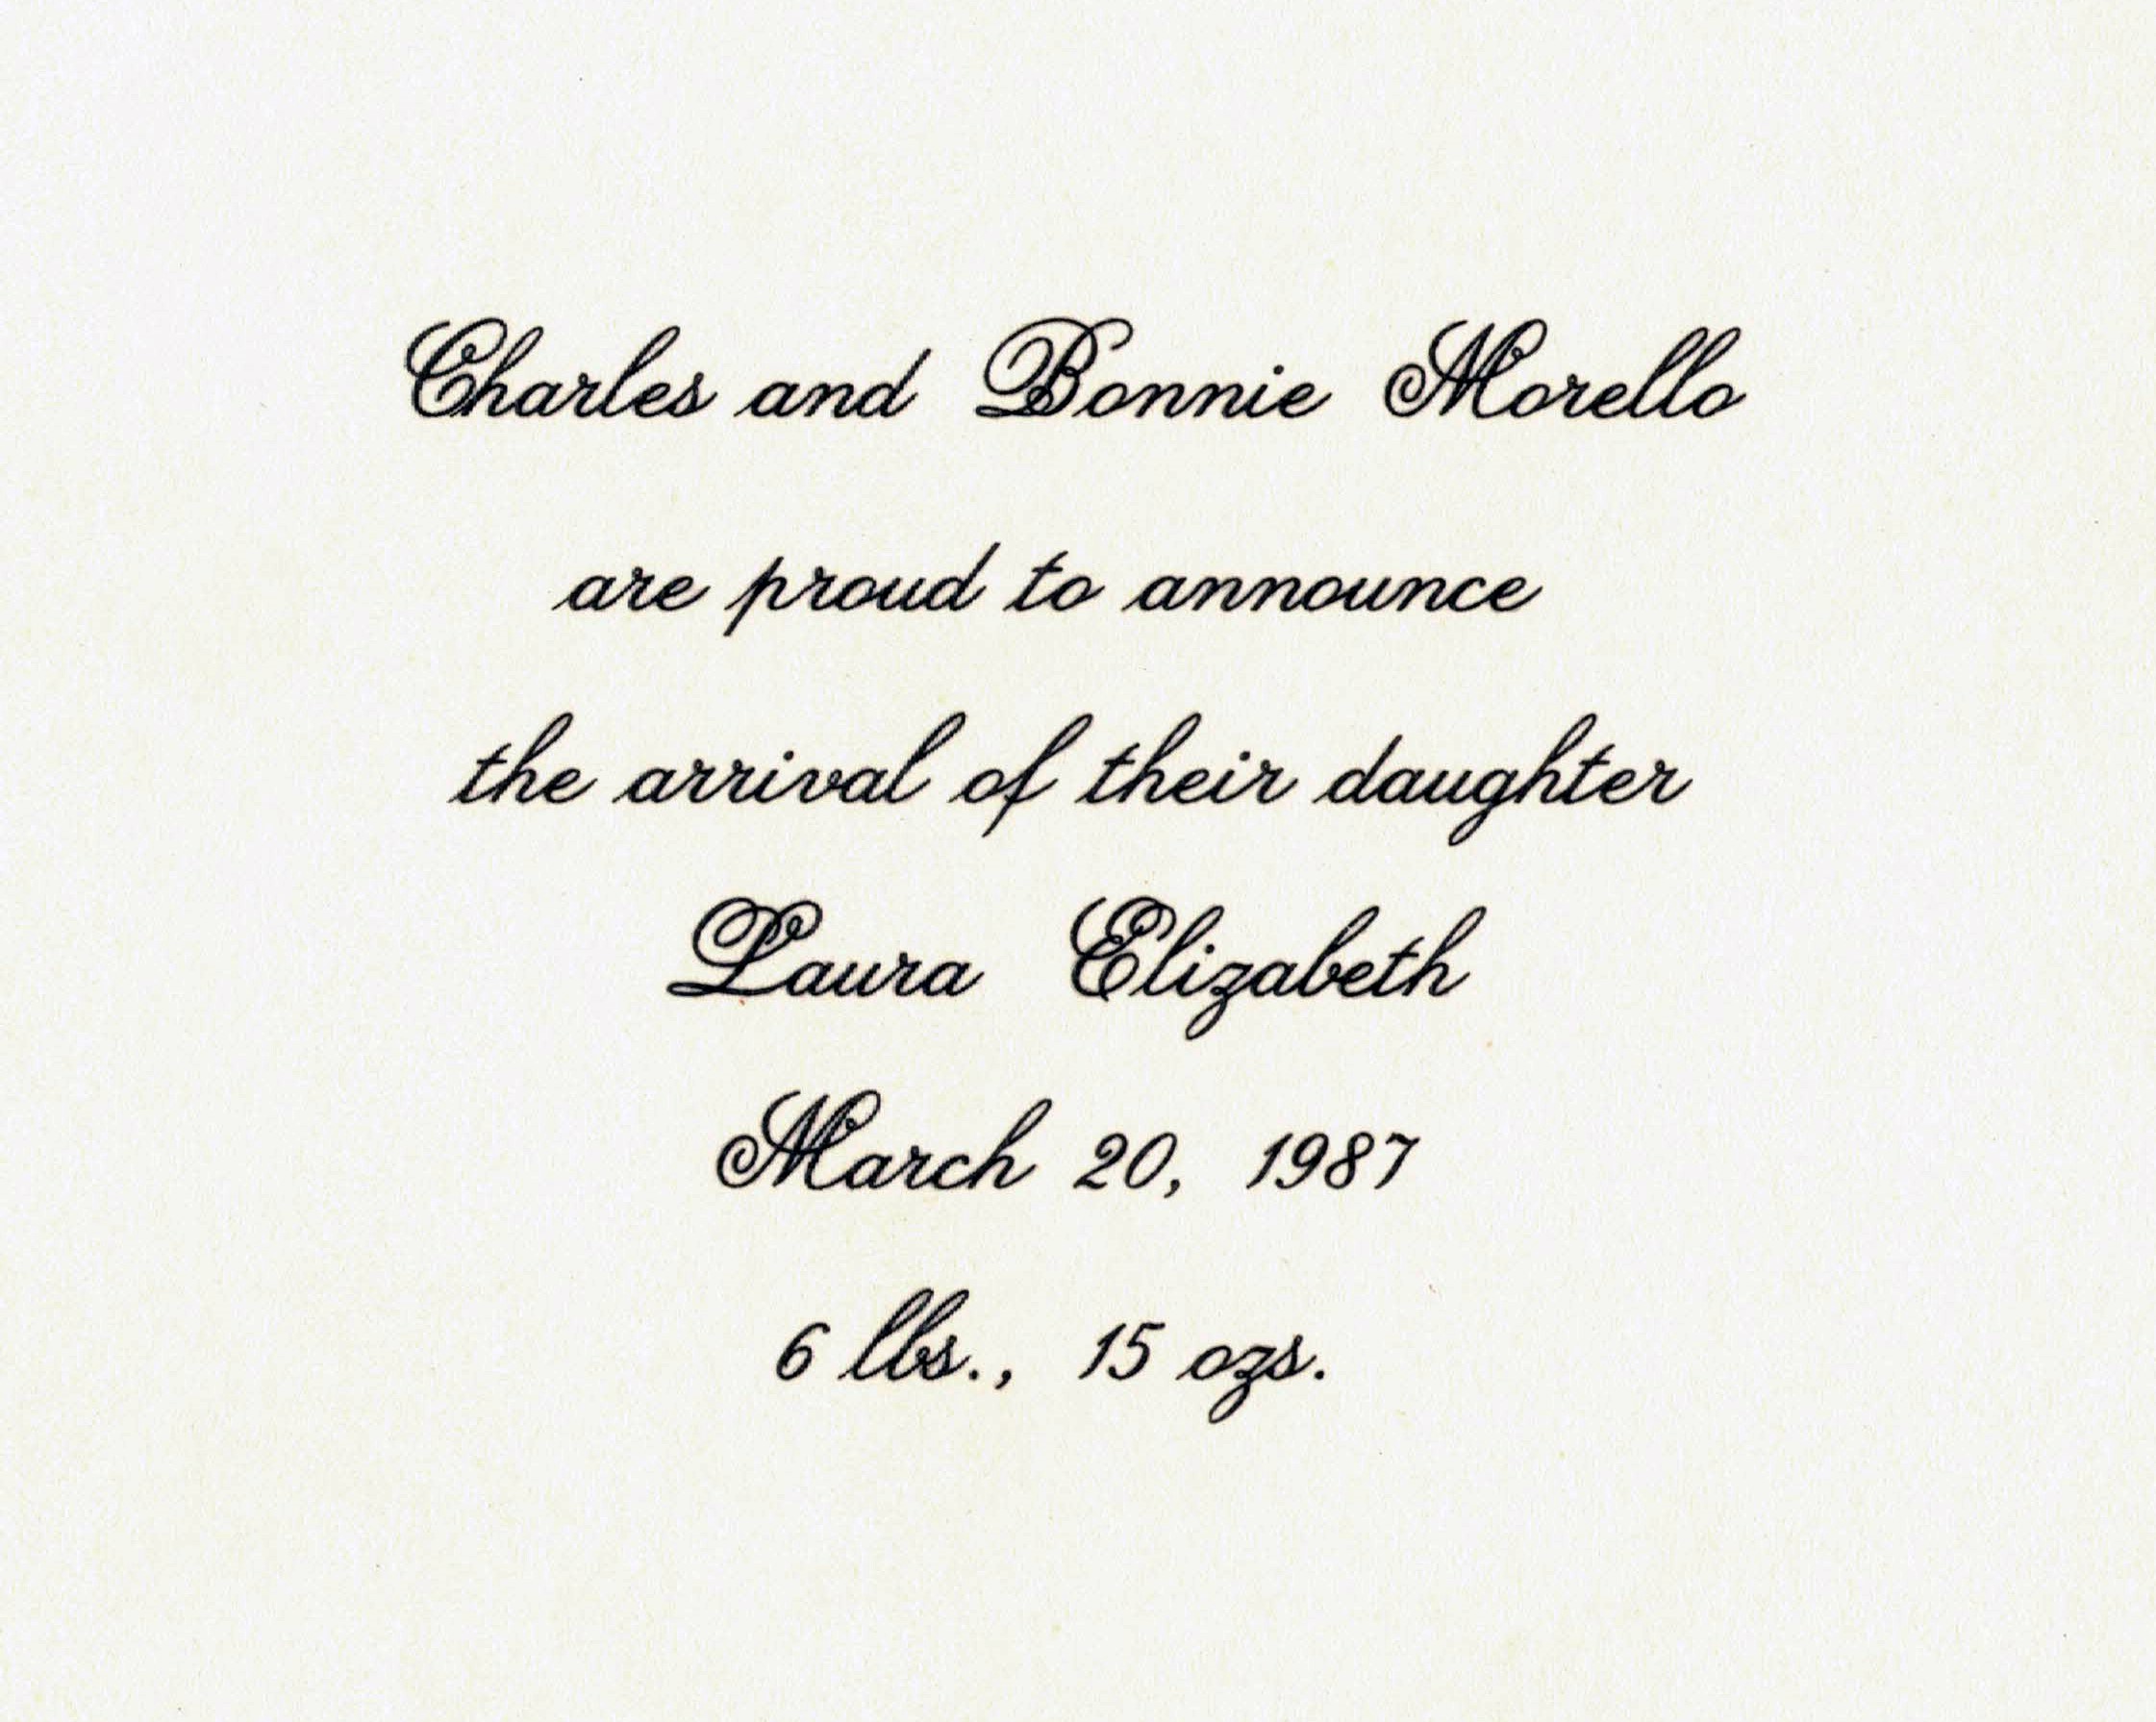 Charles and Bonnie Morello
are proud to announce
the arrival of their daughter
Laura Elizabeth
March 20, 1987
6 lbs., 15 ozs.